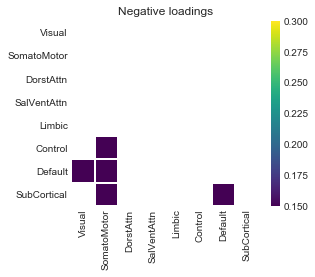 Negative loadings
Visual
SomatoMotor
DorstAttn
SalVentAttn
Limbic
Control
Default
SubCortical
0.300
0.275
0.250
0.225
0.200
0.175
0.150
Visual
SomatoMotor
DorstAttn
SalVentAttn
Limbic
Control
Default
SubCortical